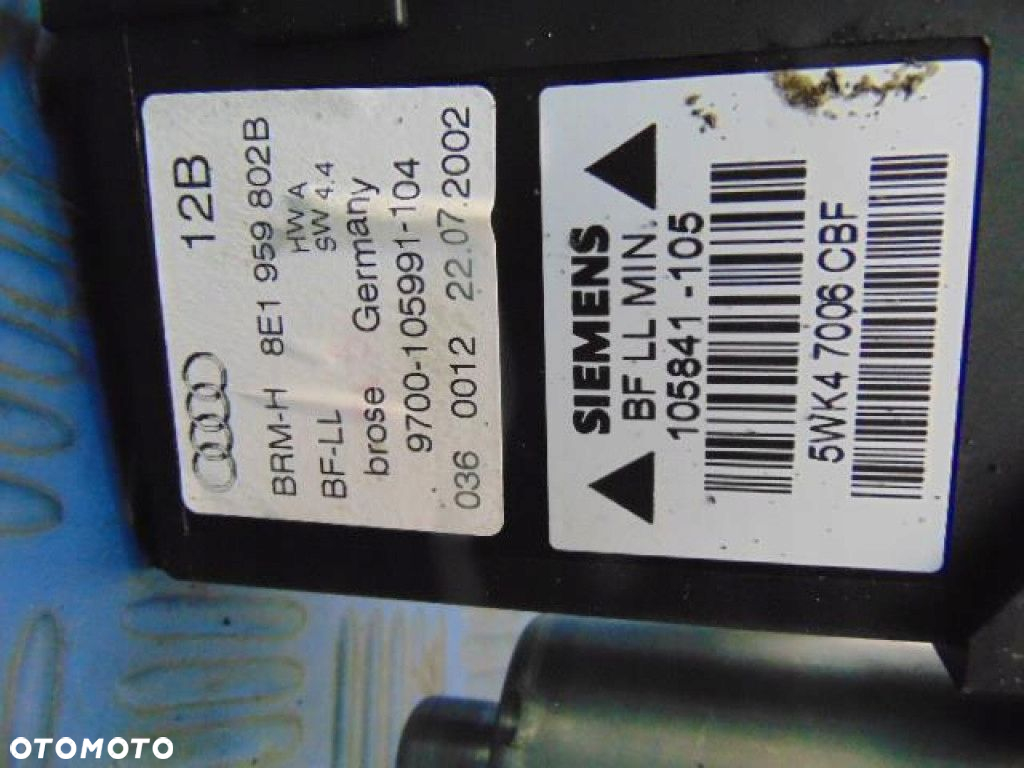 12B
BRM-H 8E1 959 802B
HW A
BF-LL SW 4.4
brose Germany
9700-105991-104
036 0012 22.07.2002
SIEMENS
BF LL MIN.
105841-105
5WK4 7006 CBF
OTOMOTO